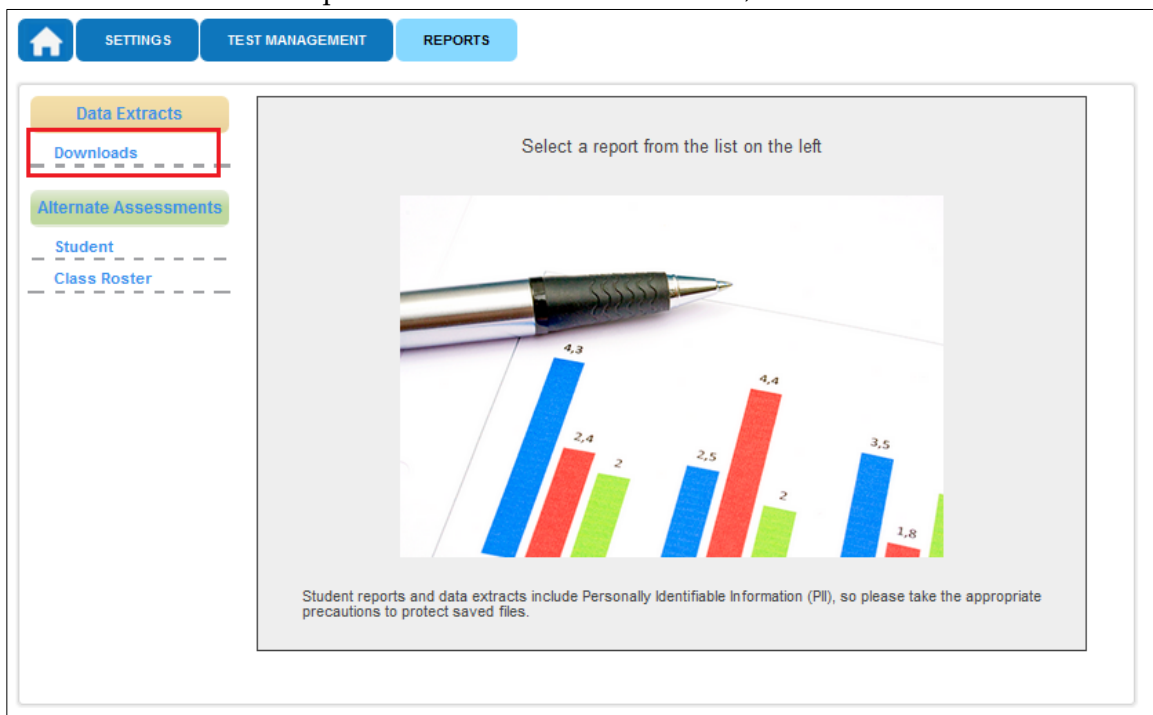 SETTINGS
TEST MANAGEMENT
REPORTS
Data Extracts
Downloads
Alternate Assessments
Student
Class Roster
Select a report from the list on the left
4,3
2,4
2
2,5
4,4
2
3,5
1,8
Student reports and data extracts include Personally Identifiable Information (PII), so please take the appropriate
precautions to protect saved files.